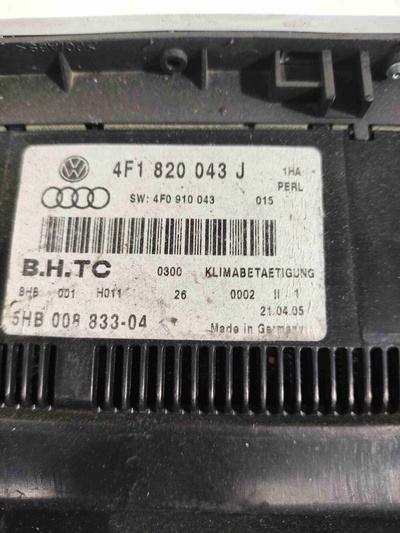 4F1 820 043 J
1HA
PERL
SW: 4F0 910 043 015
B.H.TC 0300 KLIMABETAETIGUNG
BHB 001 H011 26 0002 II 1
21.04.05
5HB 008 833-04 Made in Germany